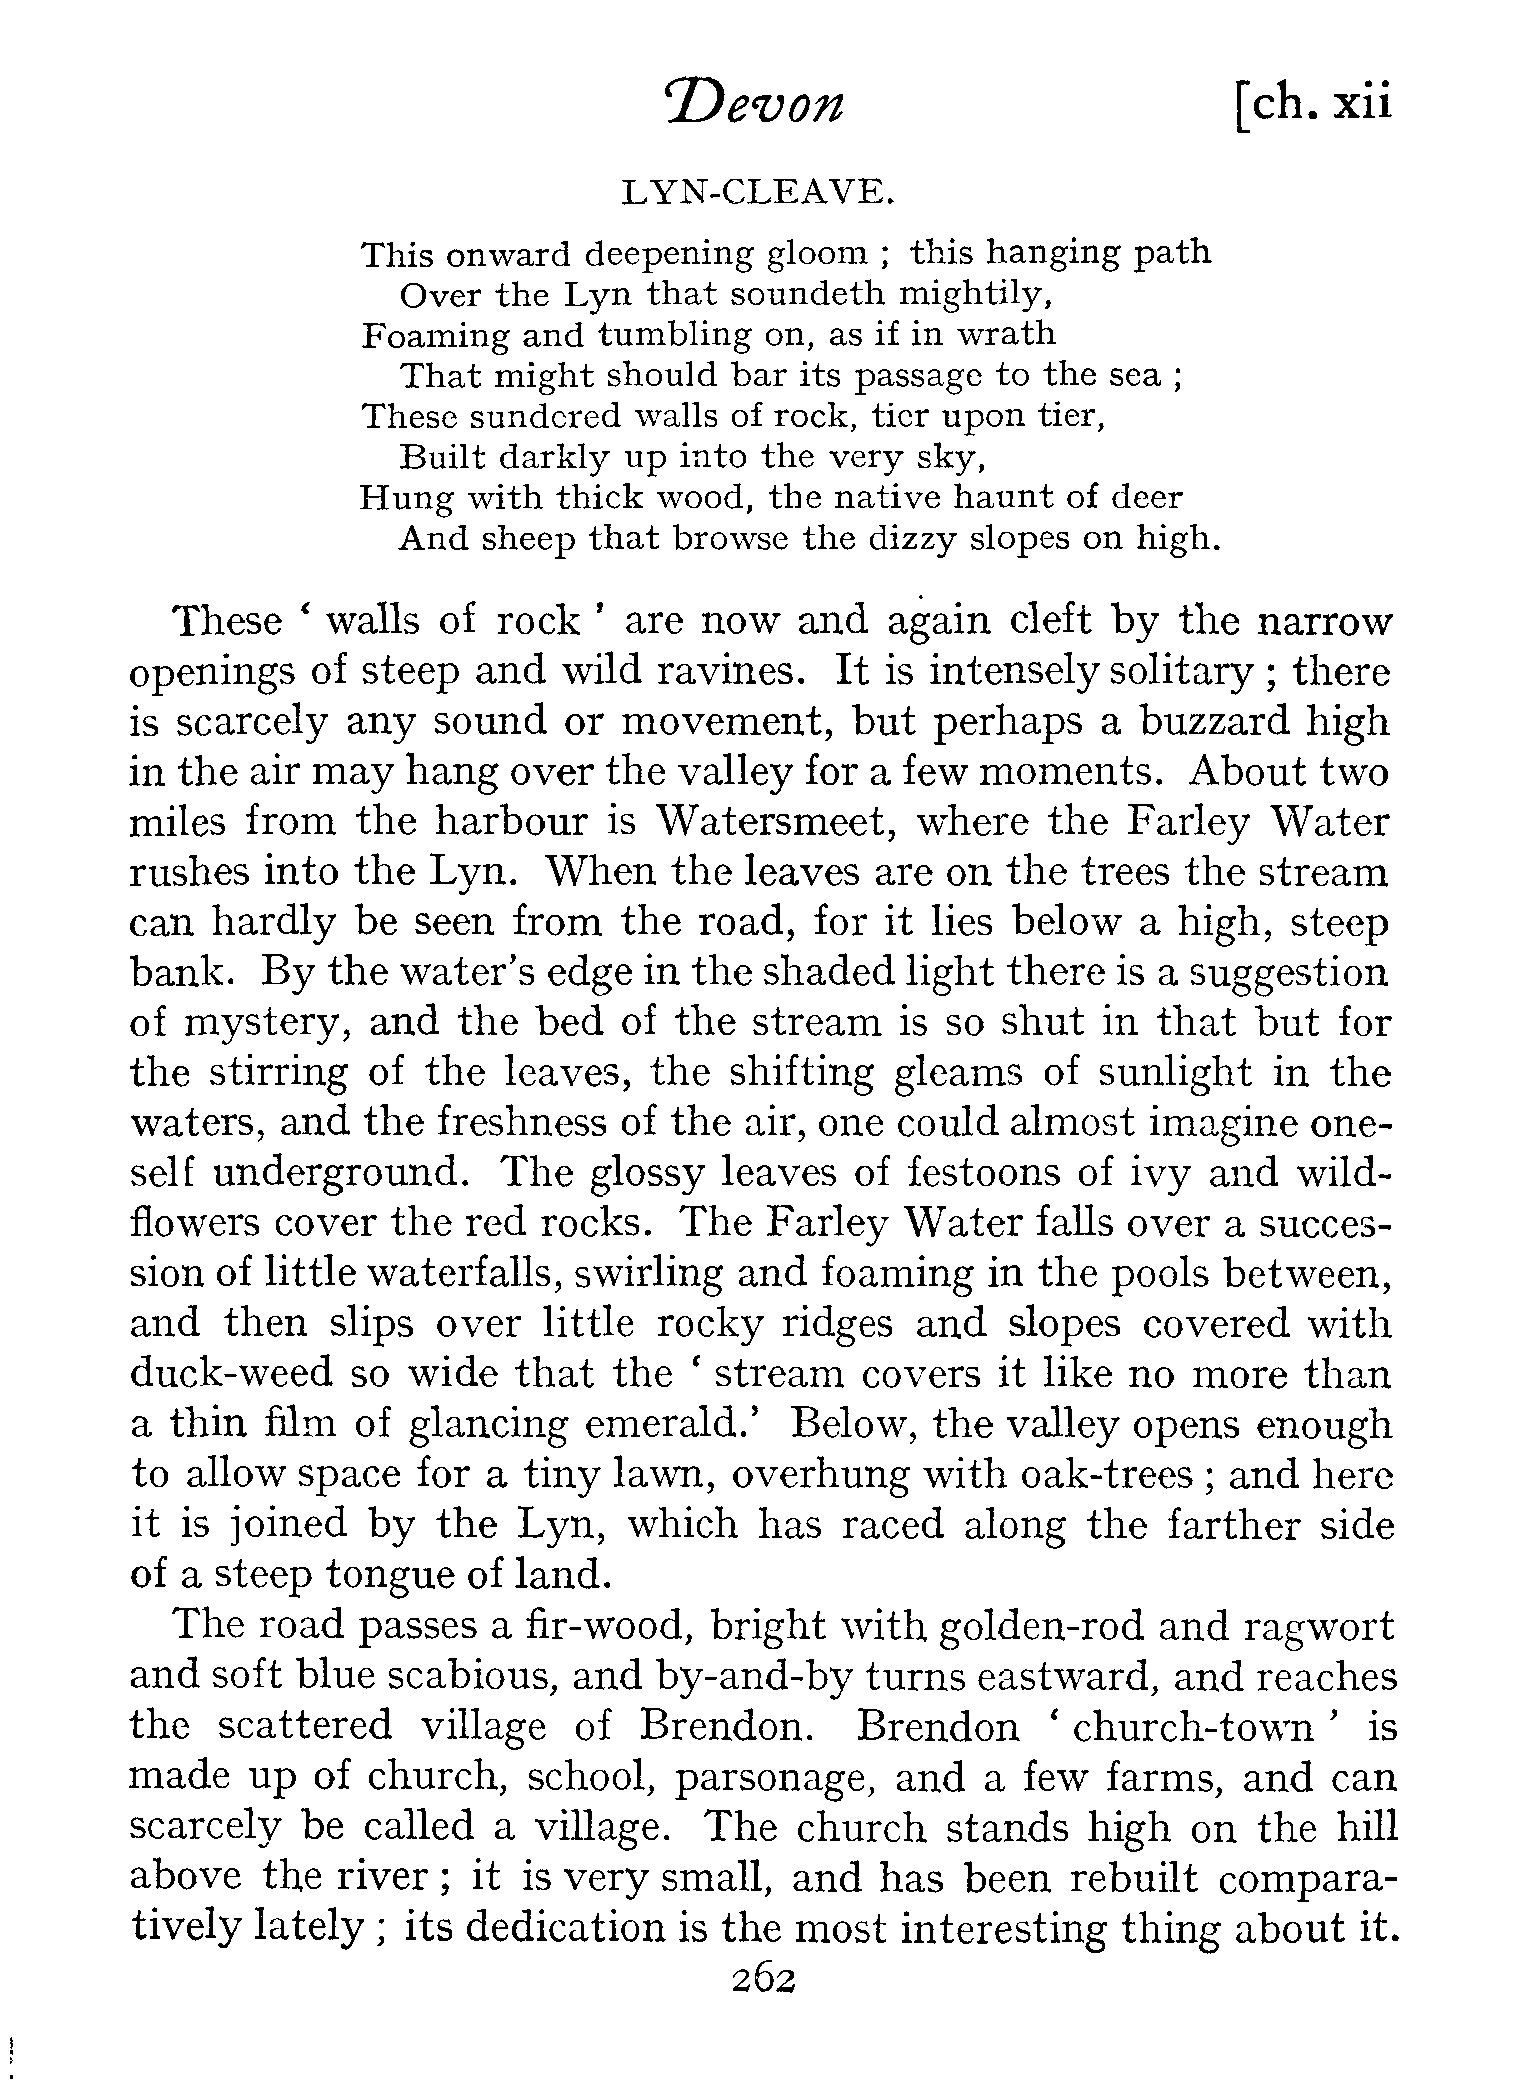 Devon [ch. xii
LYN-CLEAVE.
This onward deepening gloom ; this hanging path
Over the Lyn that soundeth mightily,
Foaming and tumbling on, as if in wrath
That might should bar its passage to the sea ;
These sundered walls of rock, tier upon tier,
Built darkly up into the very sky,
Hung with thick wood, the native haunt of deer
And sheep that browse the dizzy slopes on high.
These ‘ walls of rock ’ are now and again cleft by the narrow
openings of steep and wild ravines. It is intensely solitary ; there
is scarcely any sound or movement, but perhaps a buzzard high
in the air may hang over the valley for a few moments. About two
miles from the harbour is Watersmeet, where the Farley Water
rushes into the Lyn. When the leaves are on the trees the stream
can hardly be seen from the road, for it lies below a high, steep
bank. By the water’s edge in the shaded light there is a suggestion
of mystery, and the bed of the stream is so shut in that but for
the stirring of the leaves, the shifting gleams of sunlight in the
waters, and the freshness of the air, one could almost imagine one-
self underground. The glossy leaves of festoons of ivy and wild-
flowers cover the red rocks. The Farley Water falls over a succes-
sion of little waterfalls, swirling and foaming in the pools between,
and then slips over little rocky ridges and slopes covered with
duck-weed so wide that the ‘ stream covers it like no more than
a thin film of glancing emerald.’ Below, the valley opens enough
to allow space for a tiny lawn, overhung with oak-trees ; and here
it is joined by the Lyn, which has raced along the farther side
of a steep tongue of land.
The road passes a fir-wood, bright with golden-rod and ragwort
and soft blue scabious, and by-and-by turns eastward, and reaches
the scattered village of Brendon. Brendon ‘ church-town ’ is
made up of church, school, parsonage, and a few farms, and can
scarcely be called a village. The church stands high on the hill
above the river ; it is very small, and has been rebuilt compara-
tively lately ; its dedication is the most interesting thing about it.
262